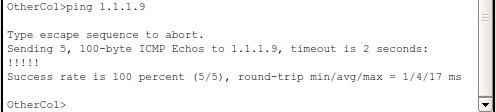 OtherCol>ping 1.1.1.9
Type escape sequence to abort.
Sending 5, 100-byte ICMP Echos to 1.1.1.9, timeout is 2 seconds:
!!!!!
Success rate is 100 percent (5/5), round-trip min/avg/max = 1/4/17 ms
OtherCol>